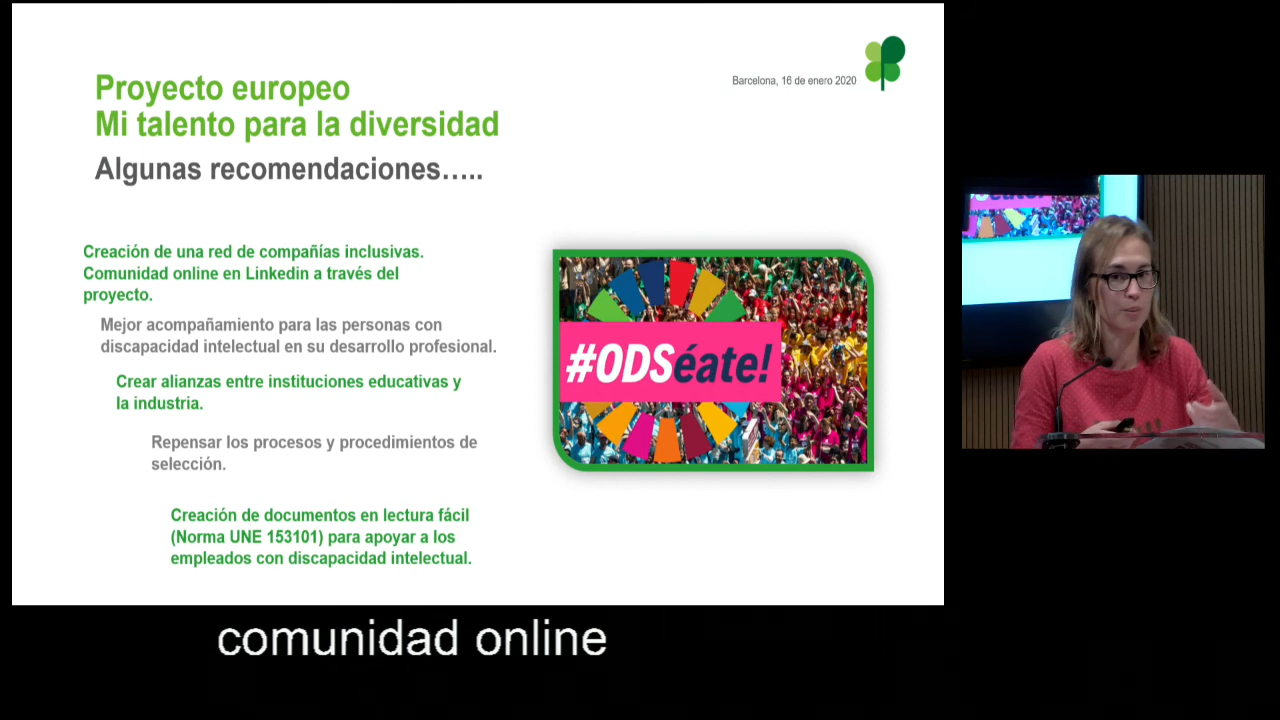 Proyecto europeo
Mi talento para la diversidad
Algunas recomendaciones…..
Barcelona, 16 de enero 2020
Creación de una red de compañías inclusivas.
Comunidad online en Linkedin a través del
proyecto.
Mejor acompañamiento para las personas con
discapacidad intelectual en su desarrollo profesional.
Crear alianzas entre instituciones educativas y
la industria.
Repensar los procesos y procedimientos de
selección.
Creación de documentos en lectura fácil
(Norma UNE 153101) para apoyar a los
empleados con discapacidad intelectual.
#ODSéate!
comunidad online